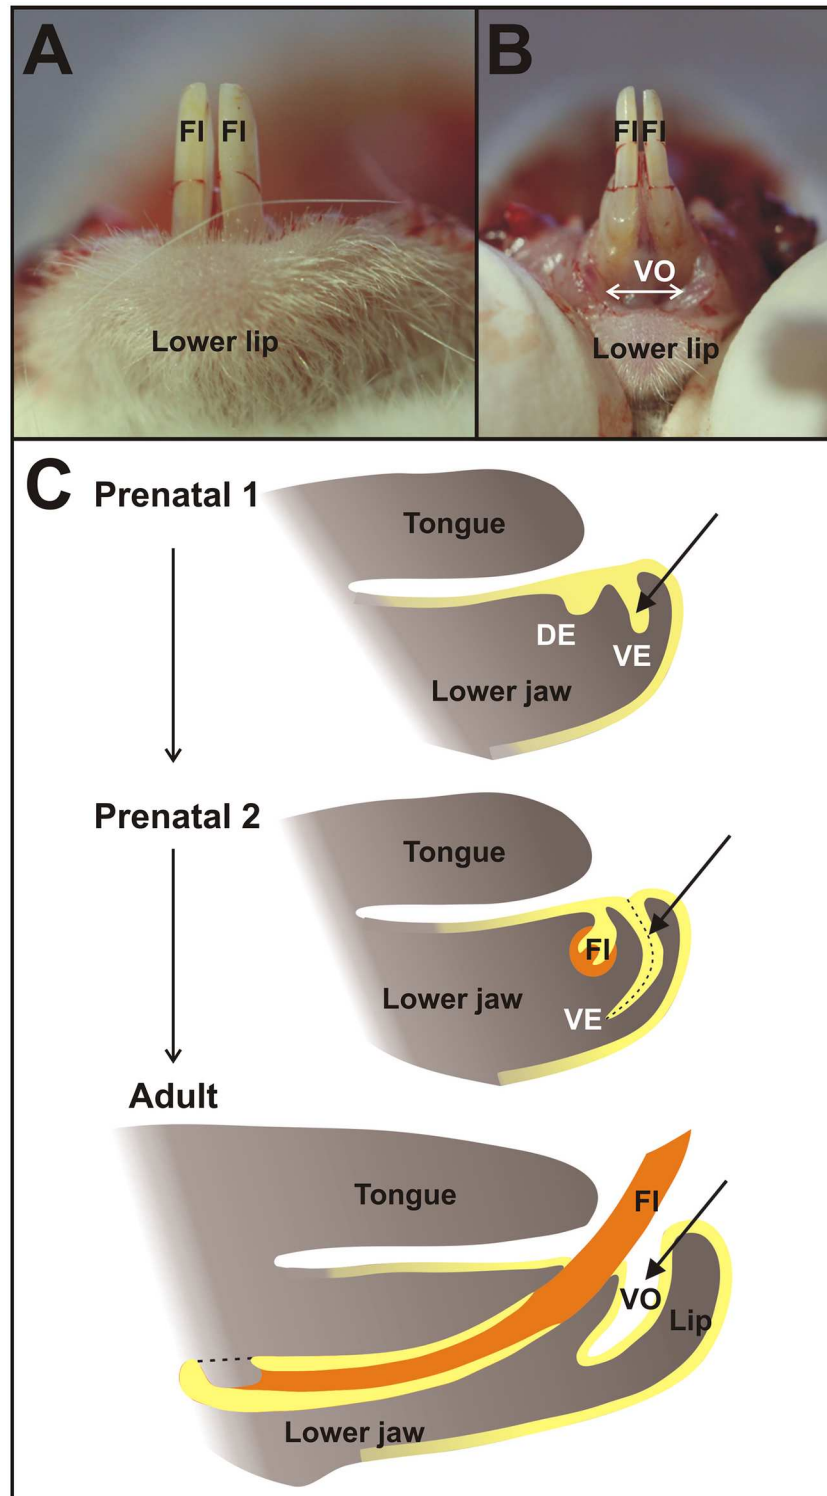 A
FI FI
Lower lip
B
FI FI
VO
Lower lip
C
Prenatal 1
Tongue
DE
VE
Lower jaw
Prenatal 2
Tongue
FI
Lower jaw
VE
Adult
Tongue
FI
VO
Lip
Lower jaw